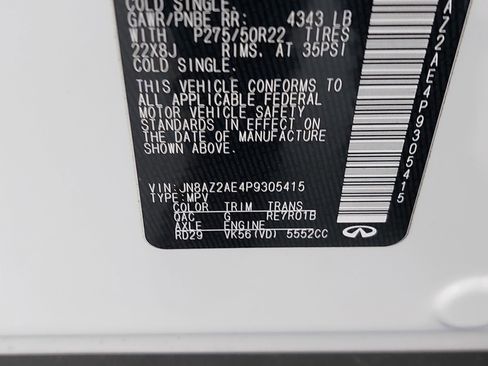 COLD SINGLE.
GAWR/PNBE RR: 4343 LB
WITH P275/50R22 TIRES
22X8J RIMS, AT 35PSI
COLD SINGLE.
THIS VEHICLE CONFORMS TO
ALL APPLICABLE FEDERAL
MOTOR VEHICLE SAFETY
STANDARDS IN EFFECT ON
THE DATE OF MANUFACTURE
SHOWN ABOVE.
VIN:JN8AZ2AE4P9305415
TYPE:MPV
COLOR TRIM TRANS
QAC G RE7R01B
AXLE ENGINE
RD29 VK56(VD) 5552CC
AZ2AE4P9305415